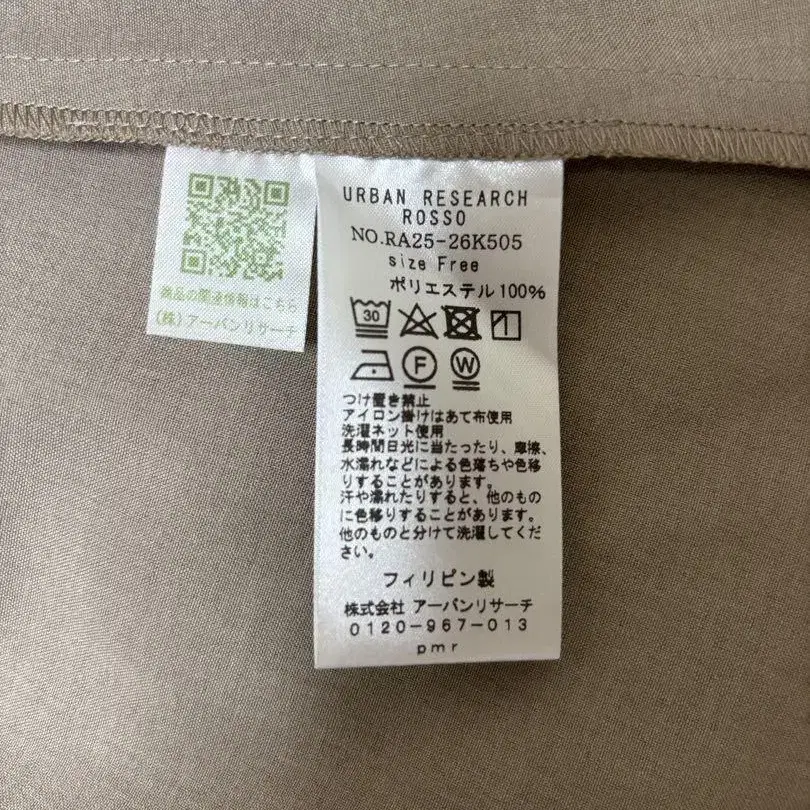 商品の関連情報はこちら
(株)アーバンリサーチ
URBAN RESEARCH
ROSSO
NO.RA25-26K505
size Free
ポリエステル100%
30
F
W
つけ置き禁止
アイロン掛けはあて布使用
洗濯ネット使用
長時間日光に当たったり、摩擦、
水濡れなどによる色落ちや色移
りすることがあります。
汗や濡れたりすると、他のもの
に色移りすることがあります。
他のものと分けて洗濯してくだ
さい。
フィリピン製
株式会社 アーバンリサーチ
0120-967-013
pmr